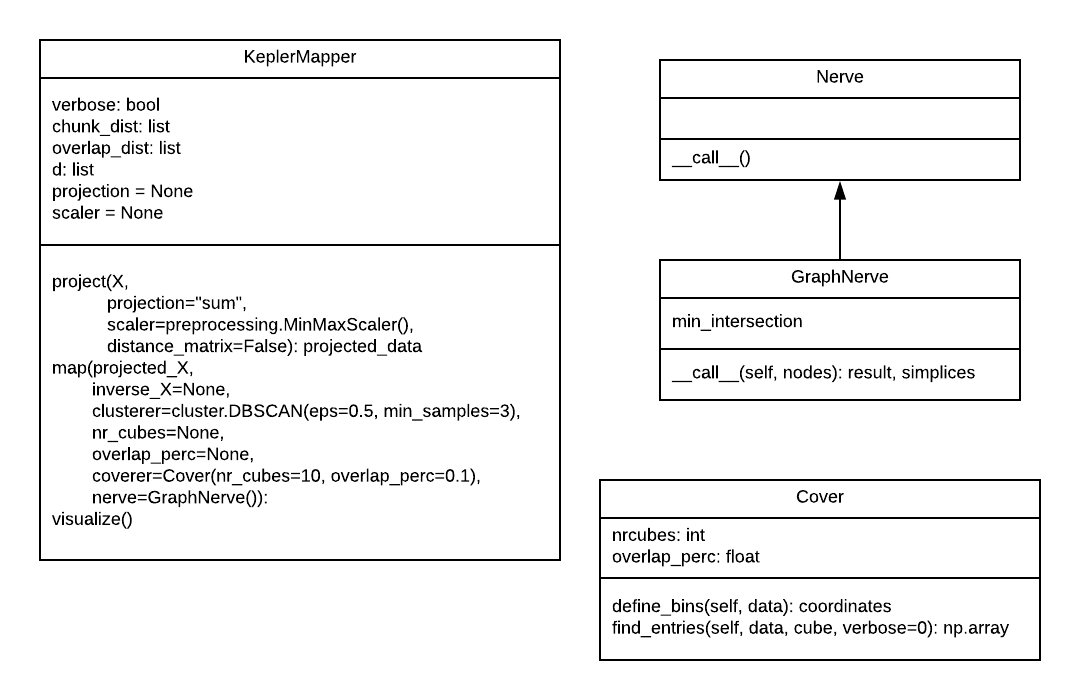 KeplerMapper
verbose: bool
chunk_dist: list
overlap_dist: list
d: list
projection = None
scaler = None
project(X,
projection="sum",
scaler=preprocessing.MinMaxScaler(),
distance_matrix=False): projected_data
map(projected_X,
inverse_X=None,
clusterer=cluster.DBSCAN(eps=0.5, min_samples=3),
nr_cubes=None,
overlap_perc=None,
coverer=Cover(nr_cubes=10, overlap_perc=0.1),
nerve=GraphNerve()):
visualize()
Nerve
__call__()
GraphNerve
min_intersection
__call__(self, nodes): result, simplices
Cover
nrcubes: int
overlap_perc: float
define_bins(self, data): coordinates
find_entries(self, data, cube, verbose=0): np.array